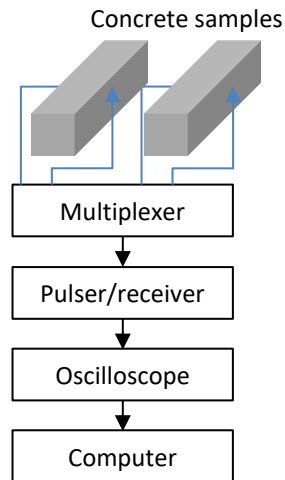 Concrete samples
Multiplexer
Pulser/receiver
Oscilloscope
Computer